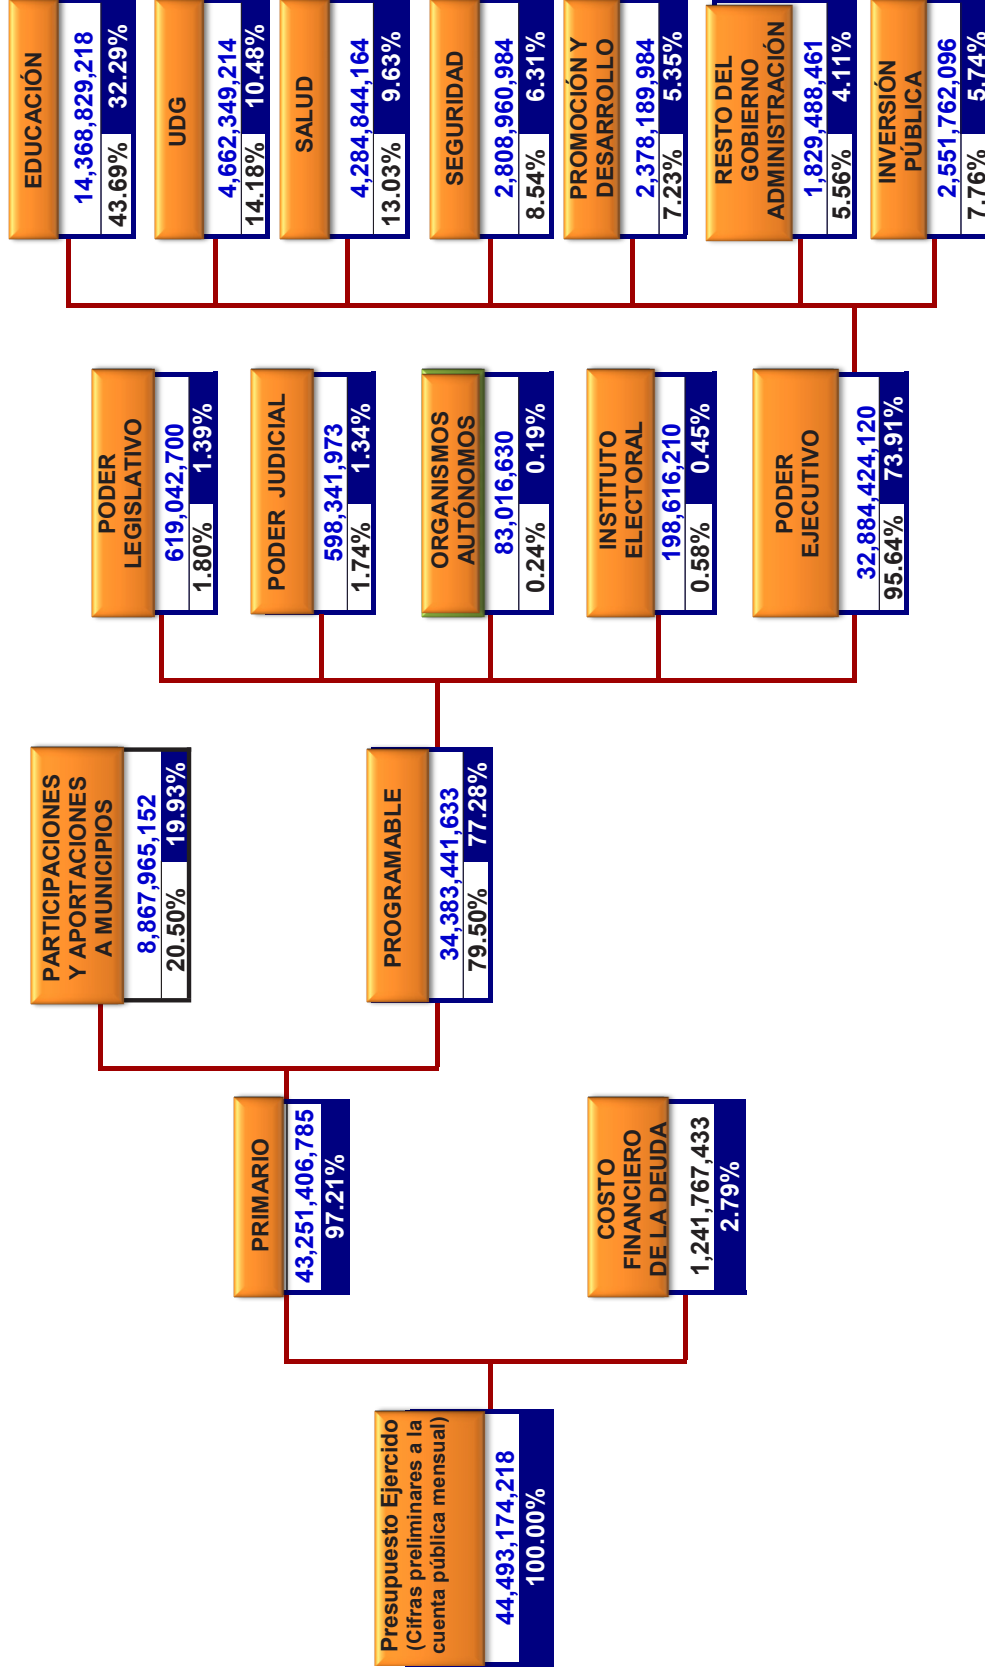 Presupuesto Ejercido
(Cifras preliminares a la
cuenta pública mensual)
44,493,174,218
100.00%
PRIMARIO
43,251,406,785
97.21%
COSTO
FINANCIERO
DE LA DEUDA
1,241,767,433
2.79%
PARTICIPACIONES
Y APORTACIONES
A MUNICIPIOS
8,867,965,152
20.50% 19.93%
PROGRAMABLE
34,383,441,633
79.50% 77.28%
PODER
LEGISLATIVO
619,042,700
1.80% 1.39%
PODER JUDICIAL
598,341,973
1.74% 1.34%
ORGANISMOS
AUTÓNOMOS
83,016,630
0.24% 0.19%
INSTITUTO
ELECTORAL
198,616,210
0.58% 0.45%
PODER
EJECUTIVO
32,884,424,120
95.64% 73.91%
EDUCACIÓN
14,368,829,218
43.69% 32.29%
UDG
4,662,349,214
14.18% 10.48%
SALUD
4,284,844,164
13.03% 9.63%
SEGURIDAD
2,808,960,984
8.54% 6.31%
PROMOCIÓN Y
DESARROLLO
2,378,189,984
7.23% 5.35%
RESTO DEL
GOBIERNO
ADMINISTRACIÓN
1,829,488,461
5.56% 4.11%
INVERSIÓN
PÚBLICA
2,551,762,096
7.76% 5.74%